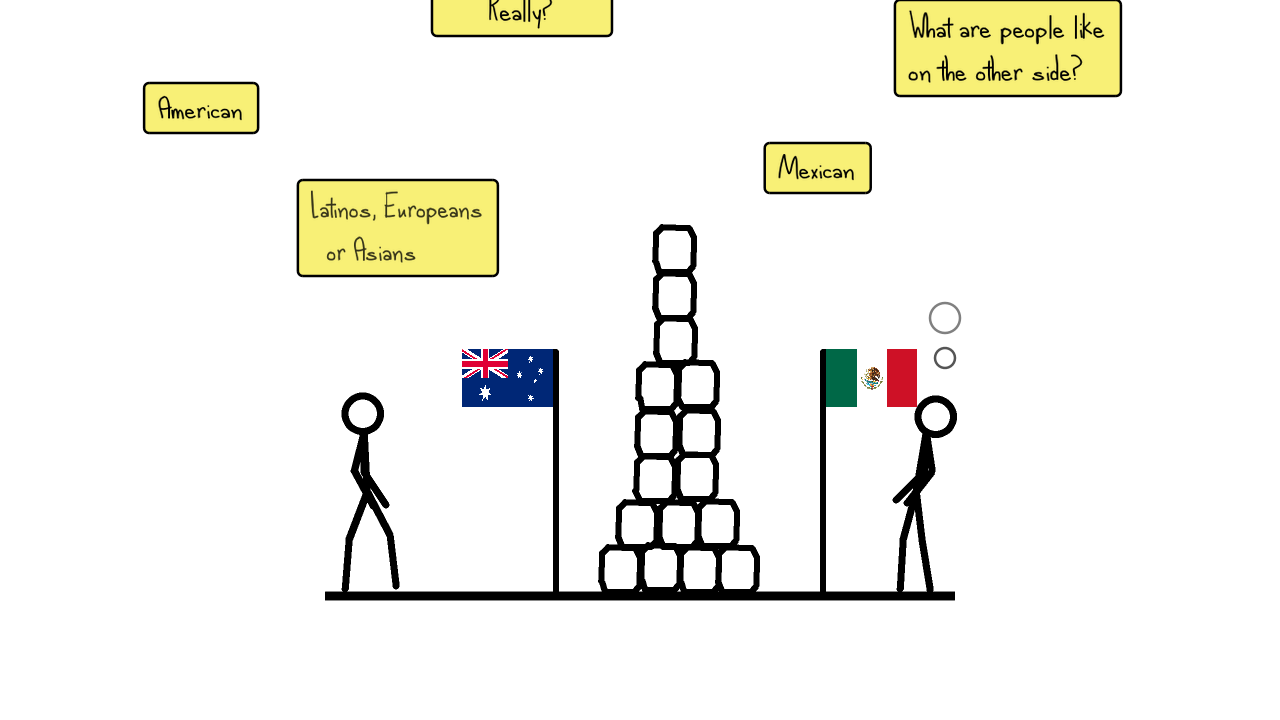 Really?
What are people like
on the other side?
American
Mexican
Latinos, Europeans
or Asians